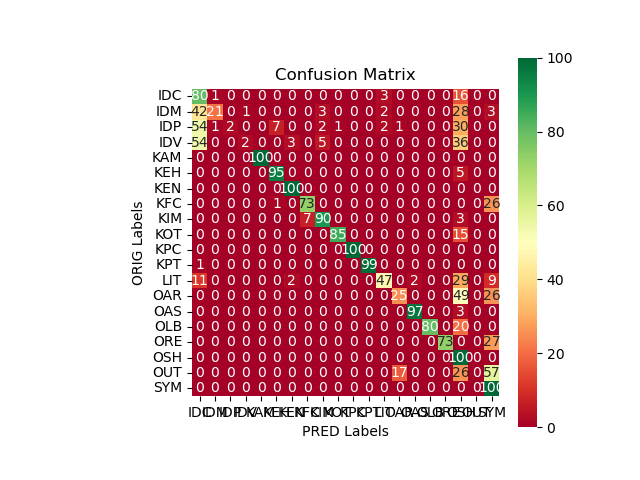 Confusion Matrix
IDC 80 1 0 0 0 0 0 0 0 0 0 0 3 0 0 0 0 16 0 0
IDM 42 21 0 1 0 0 0 0 3 0 0 0 2 0 0 0 0 28 0 3
IDP 54 1 2 0 0 7 0 0 2 1 0 0 2 1 0 0 0 30 0 0
IDV 54 0 0 2 0 0 3 0 5 0 0 0 0 0 0 0 0 36 0 0
KAM 0 0 0 0 100 0 0 0 0 0 0 0 0 0 0 0 0 0 0 0
KEH 0 0 0 0 0 95 0 0 0 0 0 0 0 0 0 0 0 5 0 0
KEN 0 0 0 0 0 0 100 0 0 0 0 0 0 0 0 0 0 0 0 0
KFC 0 0 0 0 0 1 0 73 0 0 0 0 0 0 0 0 0 0 0 26
KIM 0 0 0 0 0 0 0 7 90 0 0 0 0 0 0 0 0 3 0 0
KOT 0 0 0 0 0 0 0 0 0 85 0 0 0 0 0 0 0 15 0 0
KPC 0 0 0 0 0 0 0 0 0 0 100 0 0 0 0 0 0 0 0 0
KPT 1 0 0 0 0 0 0 0 0 0 0 99 0 0 0 0 0 0 0 0
LIT 11 0 0 0 0 0 2 0 0 0 0 0 47 0 2 0 0 29 0 9
OAR 0 0 0 0 0 0 0 0 0 0 0 0 0 25 0 0 0 49 0 26
OAS 0 0 0 0 0 0 0 0 0 0 0 0 0 0 97 0 0 3 0 0
OLB 0 0 0 0 0 0 0 0 0 0 0 0 0 0 0 80 0 20 0 0
ORE 0 0 0 0 0 0 0 0 0 0 0 0 0 0 0 0 73 0 0 27
OSH 0 0 0 0 0 0 0 0 0 0 0 0 0 0 0 0 0 100 0 0
OUT 0 0 0 0 0 0 0 0 0 0 0 0 0 17 0 0 0 26 0 57
SYM 0 0 0 0 0 0 0 0 0 0 0 0 0 0 0 0 0 0 0 100
IDC IDM IDP IDV KAM KEH KEN KFC KIM KOT KPC KPT LIT OAR OAS OLB ORE OSH OUT SYM
PRED Labels
ORIG Labels
100
80
60
40
20
0